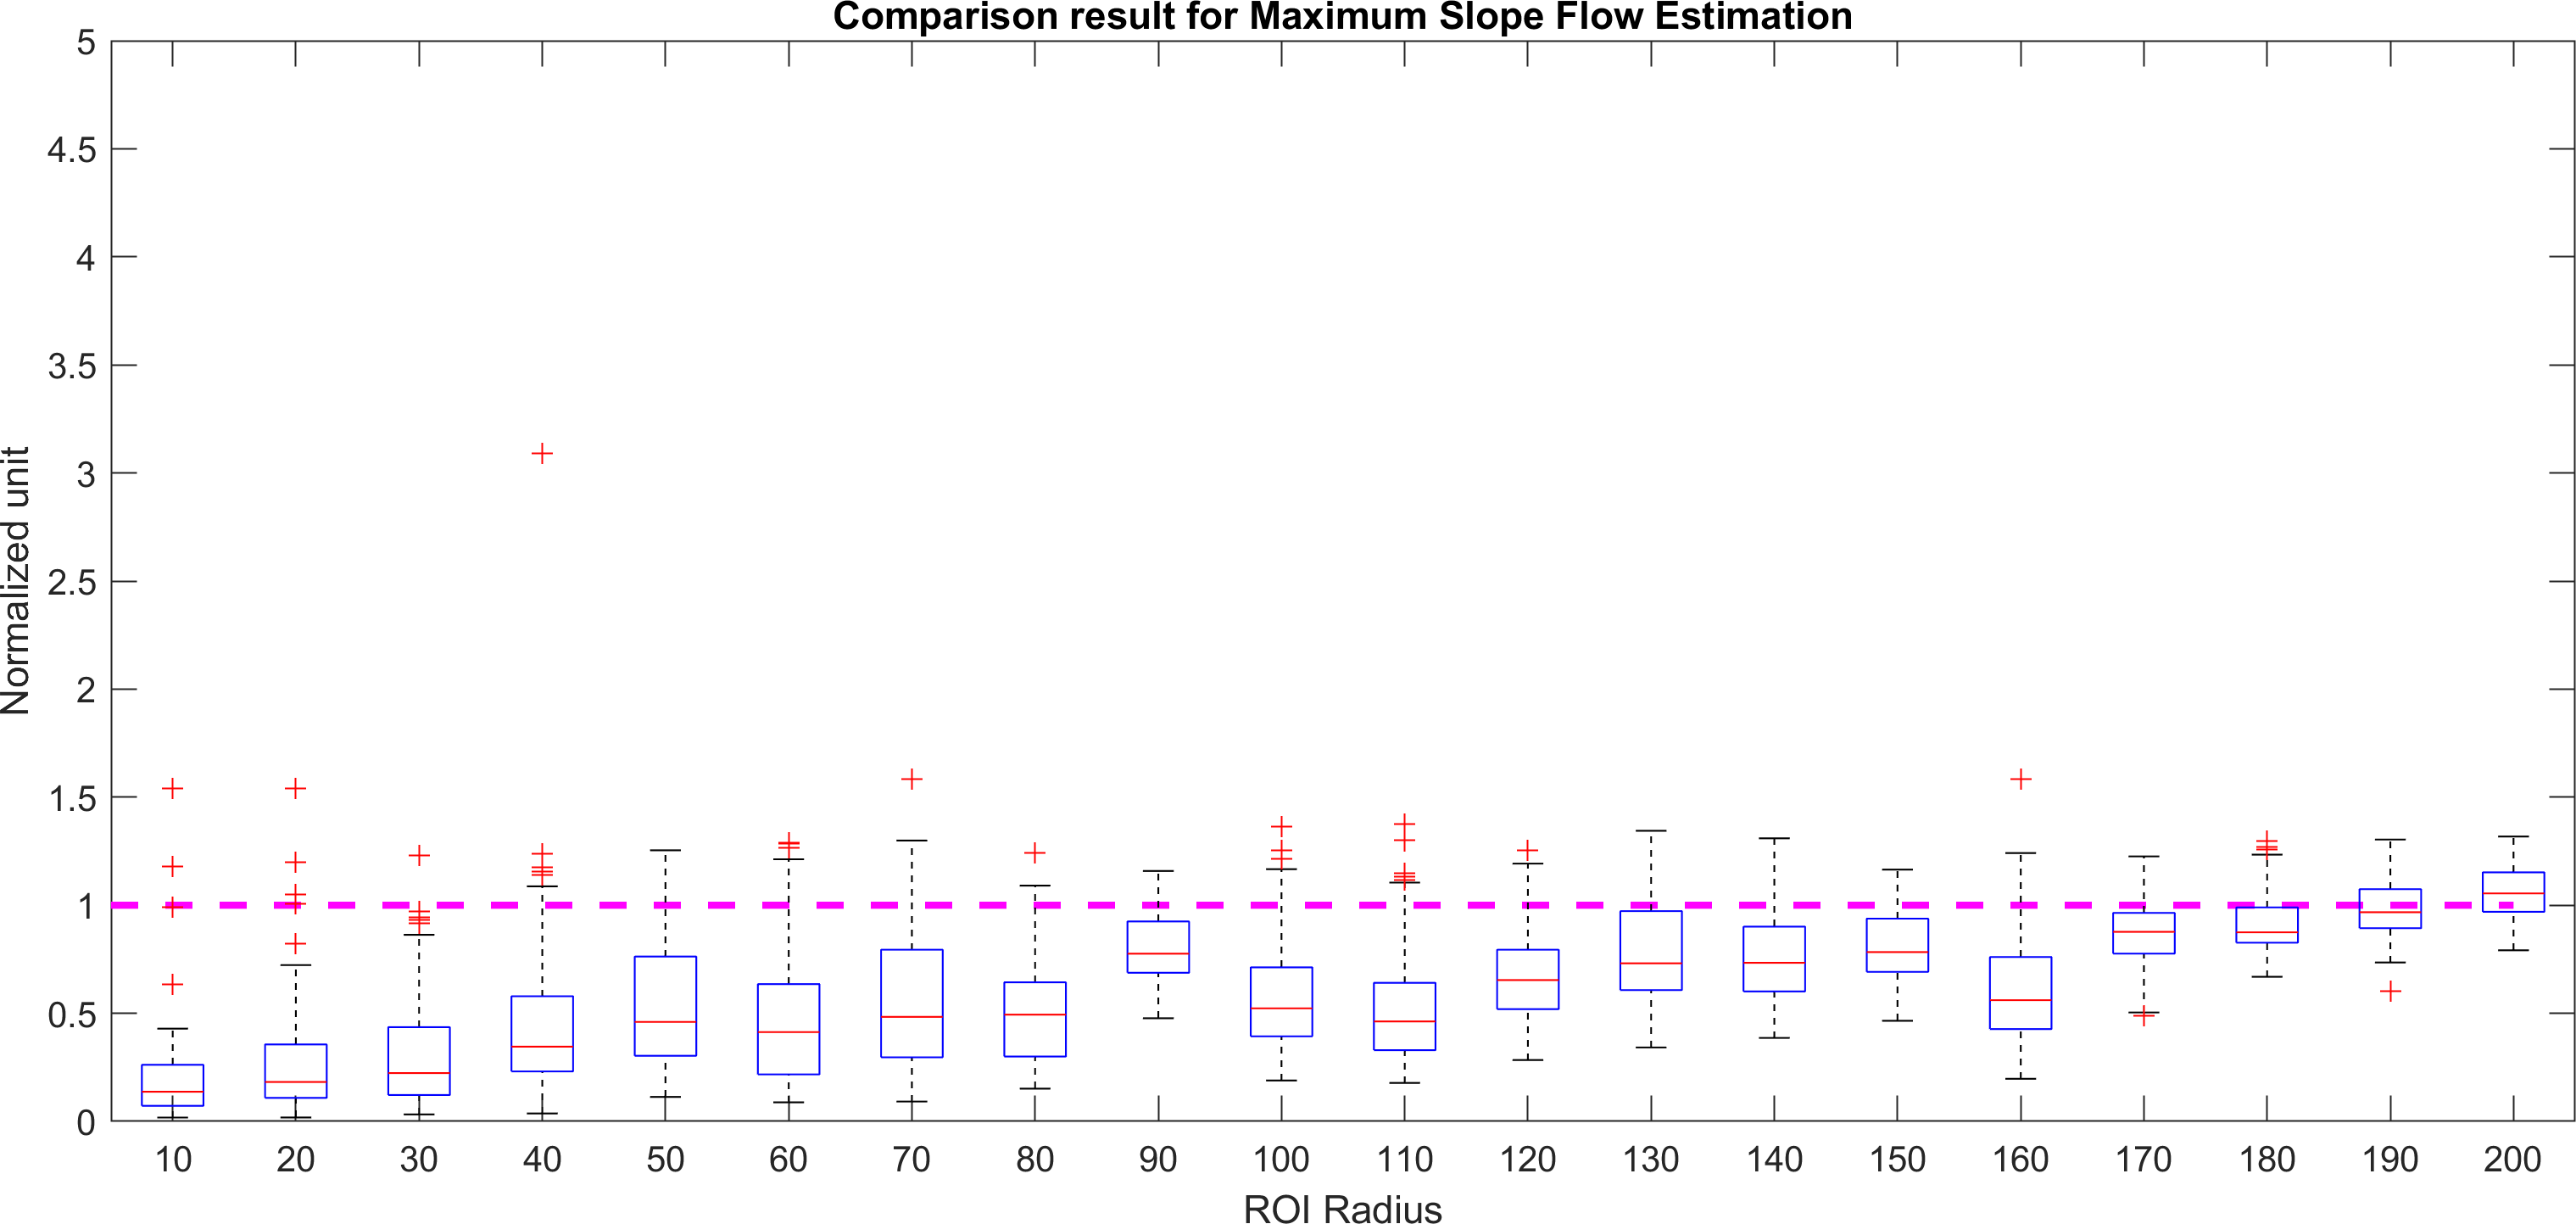 Comparison result for Maximum Slope Flow Estimation
5
4.5
4
3.5
3
2.5
2
1.5
1
0.5
0
Normalized unit
10 20 30 40 50 60 70 80 90 100 110 120 130 140 150 160 170 180 190 200
ROI Radius